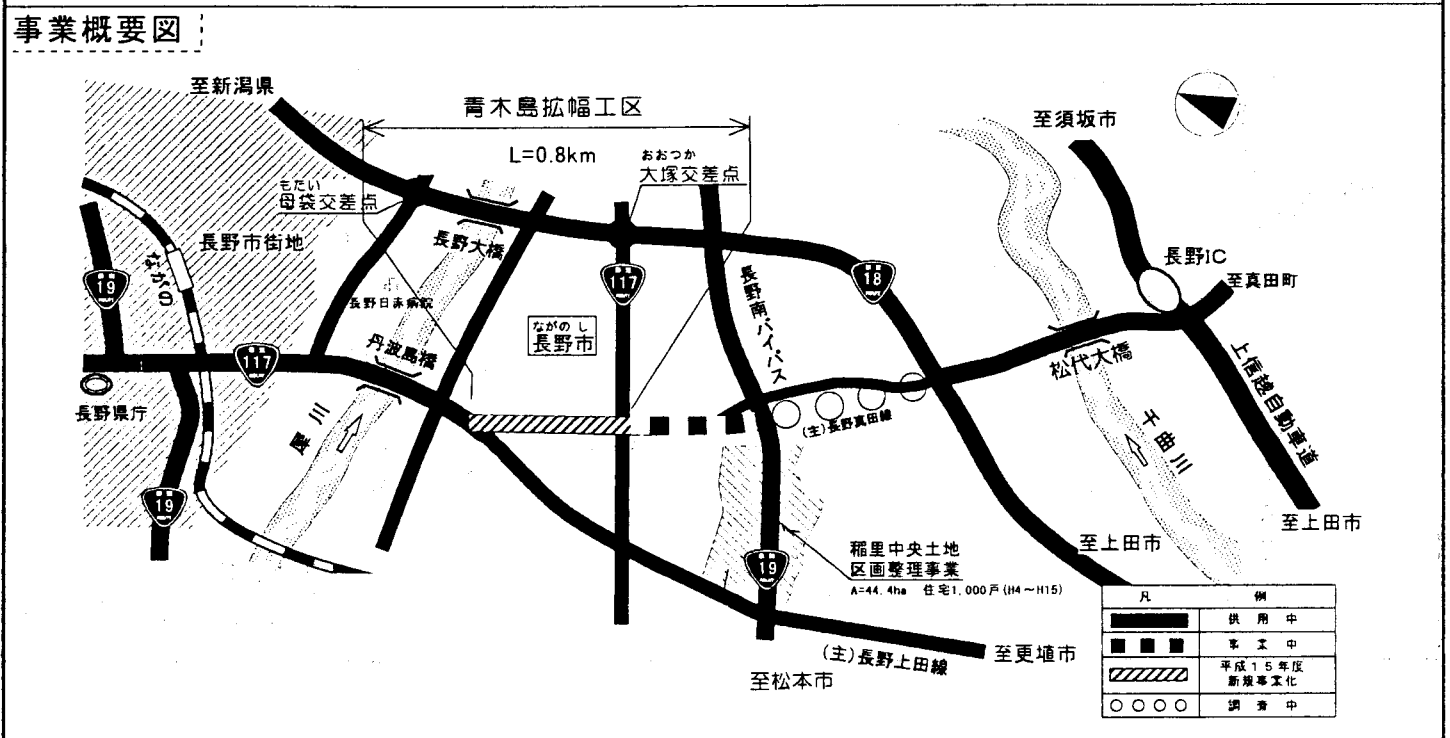 事業概要図
至新潟県
青木島拡幅工区
L=0.8km
おおつか
大塚交差点
もたい
母袋交差点
至須坂市
長野市街地
ながの
長野大橋
長野日赤病院
19
117
18
長野IC
至真田町
ながのし
長野市
長野南バイパス
丹波島橋
117
松代大橋
長野県庁
犀川
(主)長野真田線
千曲川
上信越自動車道
19
至上田市
至上田市
稲里中央土地
区画整理事業
A=44.4ha 住宅1,000戸(H4~H15)
19
(主)長野上田線
至更埴市
至松本市
凡例
供用中
事業中
平成15年度
新規事業化
調査中